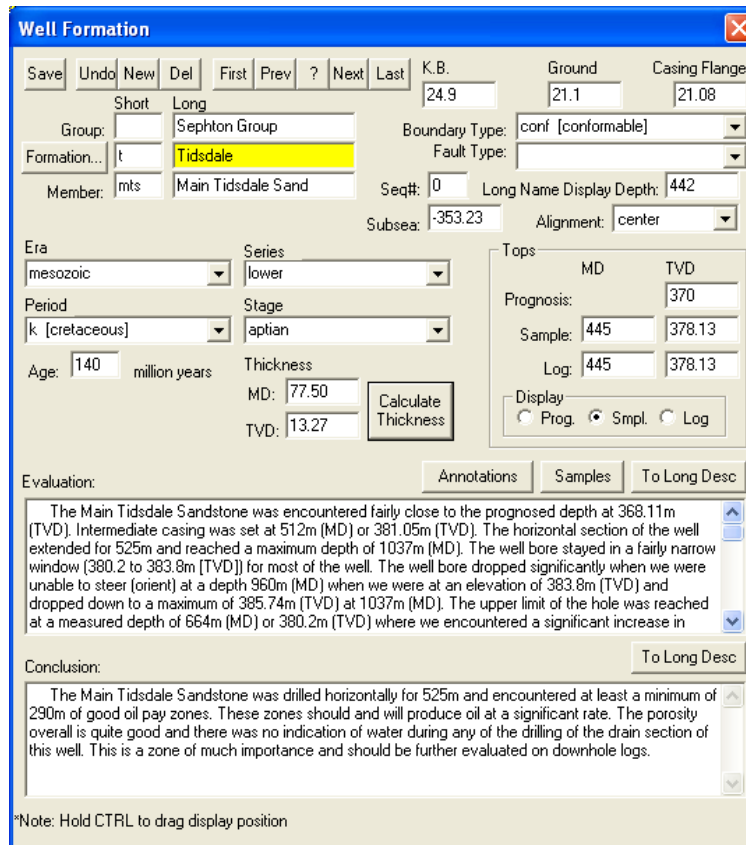 Well Formation
Save Undo New Del First Prev ? Next Last
K.B. Ground Casing Flange
24.9 21.1 21.08
Short Long
Group: Sephton Group
Boundary Type: conf [conformable]
Formation... t Tidsdale
Fault Type:
Member: mts Main Tidsdale Sand
Seq#: 0 Long Name Display Depth: 442
Subsea: -353.23 Alignment: center
Era Series
mesozoic lower
Period Stage
k [cretaceous] aptian
Age: 140 million years
Thickness
MD: 77.50
TVD: 13.27
Calculate
Thickness
Tops
MD TVD
Prognosis: 370
Sample: 445 378.13
Log: 445 378.13
Display
Prog. Smpl. Log
Evaluation:
Annotations Samples To Long Desc
The Main Tidsdale Sandstone was encountered fairly close to the prognosed depth at 368.11m
(TVD). Intermediate casing was set at 512m (MD) or 381.05m (TVD). The horizontal section of the well
extended for 525m and reached a maximum depth of 1037m (MD). The well bore stayed in a fairly narrow
window (380.2 to 383.8m [TVD]) for most of the well. The well bore dropped significantly when we were
unable to steer (orient) at a depth 960m (MD) when we were at an elevation of 383.8m (TVD) and
dropped down to a maximum of 385.74m (TVD) at 1037m (MD). The upper limit of the hole was reached
at a measured depth of 664m (MD) or 380.2m (TVD) where we encountered a significant increase in
Conclusion:
To Long Desc
The Main Tidsdale Sandstone was drilled horizontally for 525m and encountered at least a minimum of
290m of good oil pay zones. These zones should and will produce oil at a significant rate. The porosity
overall is quite good and there was no indication of water during any of the drilling of the drain section of
this well. This is a zone of much importance and should be further evaluated on downhole logs.
*Note: Hold CTRL to drag display position